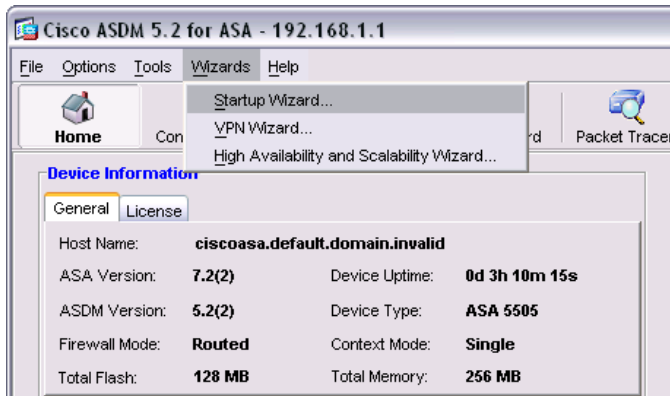 Cisco ASDM 5.2 for ASA - 192.168.1.1
File Options Tools Wizards Help
Startup Wizard...
VPN Wizard...
High Availability and Scalability Wizard...
Home Con rd Packet Tracer
Device Information
General License
Host Name: ciscoasa.default.domain.invalid
ASA Version: 7.2(2) Device Uptime: 0d 3h 10m 15s
ASDM Version: 5.2(2) Device Type: ASA 5505
Firewall Mode: Routed Context Mode: Single
Total Flash: 128 MB Total Memory: 256 MB